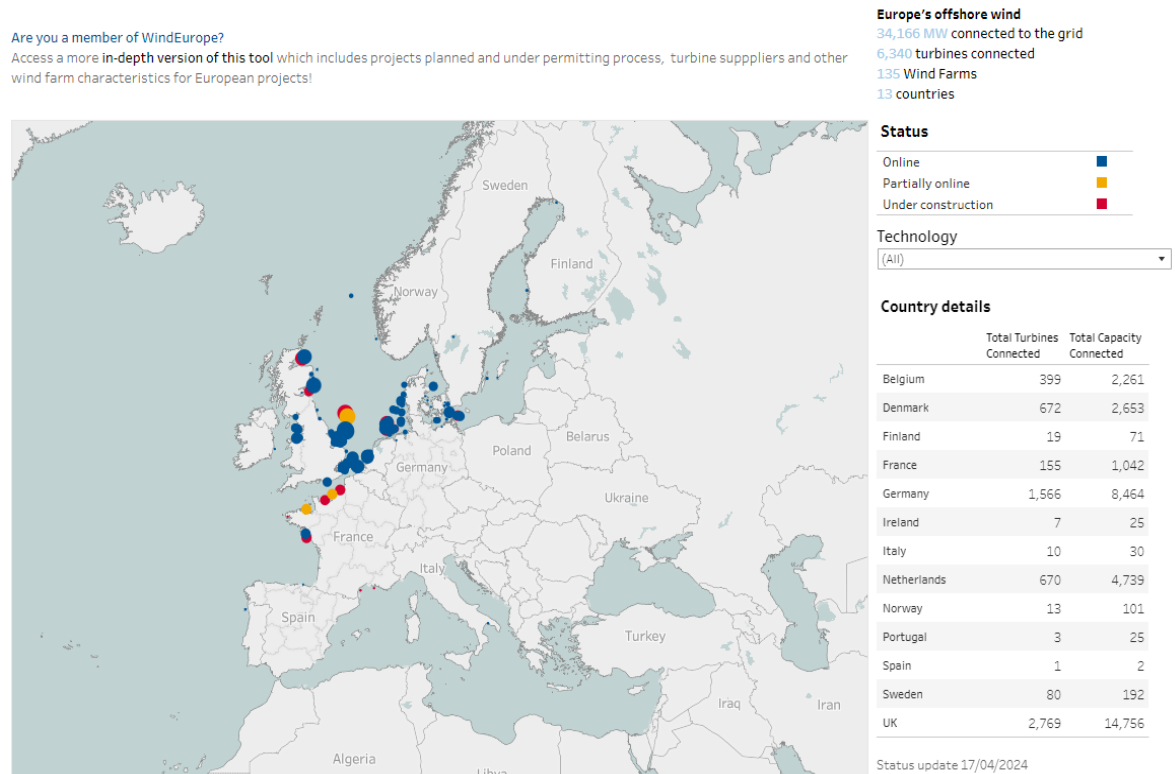 Are you a member of WindEurope?
Access a more in-depth version of this tool which includes projects planned and under permitting process, turbine supppliers and other
wind farm characteristics for European projects!
Europe's offshore wind
34,166 MW connected to the grid
6,340 turbines connected
135 Wind Farms
13 countries
Status
Online
Partially online
Under construction
Technology
(All)
Country details
Total Turbines Connected Total Capacity Connected
Belgium 399 2,261
Denmark 672 2,653
Finland 19 71
France 155 1,042
Germany 1,566 8,464
Ireland 7 25
Italy 10 30
Netherlands 670 4,739
Norway 13 101
Portugal 3 25
Spain 1 2
Sweden 80 192
UK 2,769 14,756
Status update 17/04/2024
Sweden
Finland
Norway
Belarus
Poland
Germany
Ukraine
France
Italy
Spain
Turkey
Iraq
Iran
Algeria
Libya